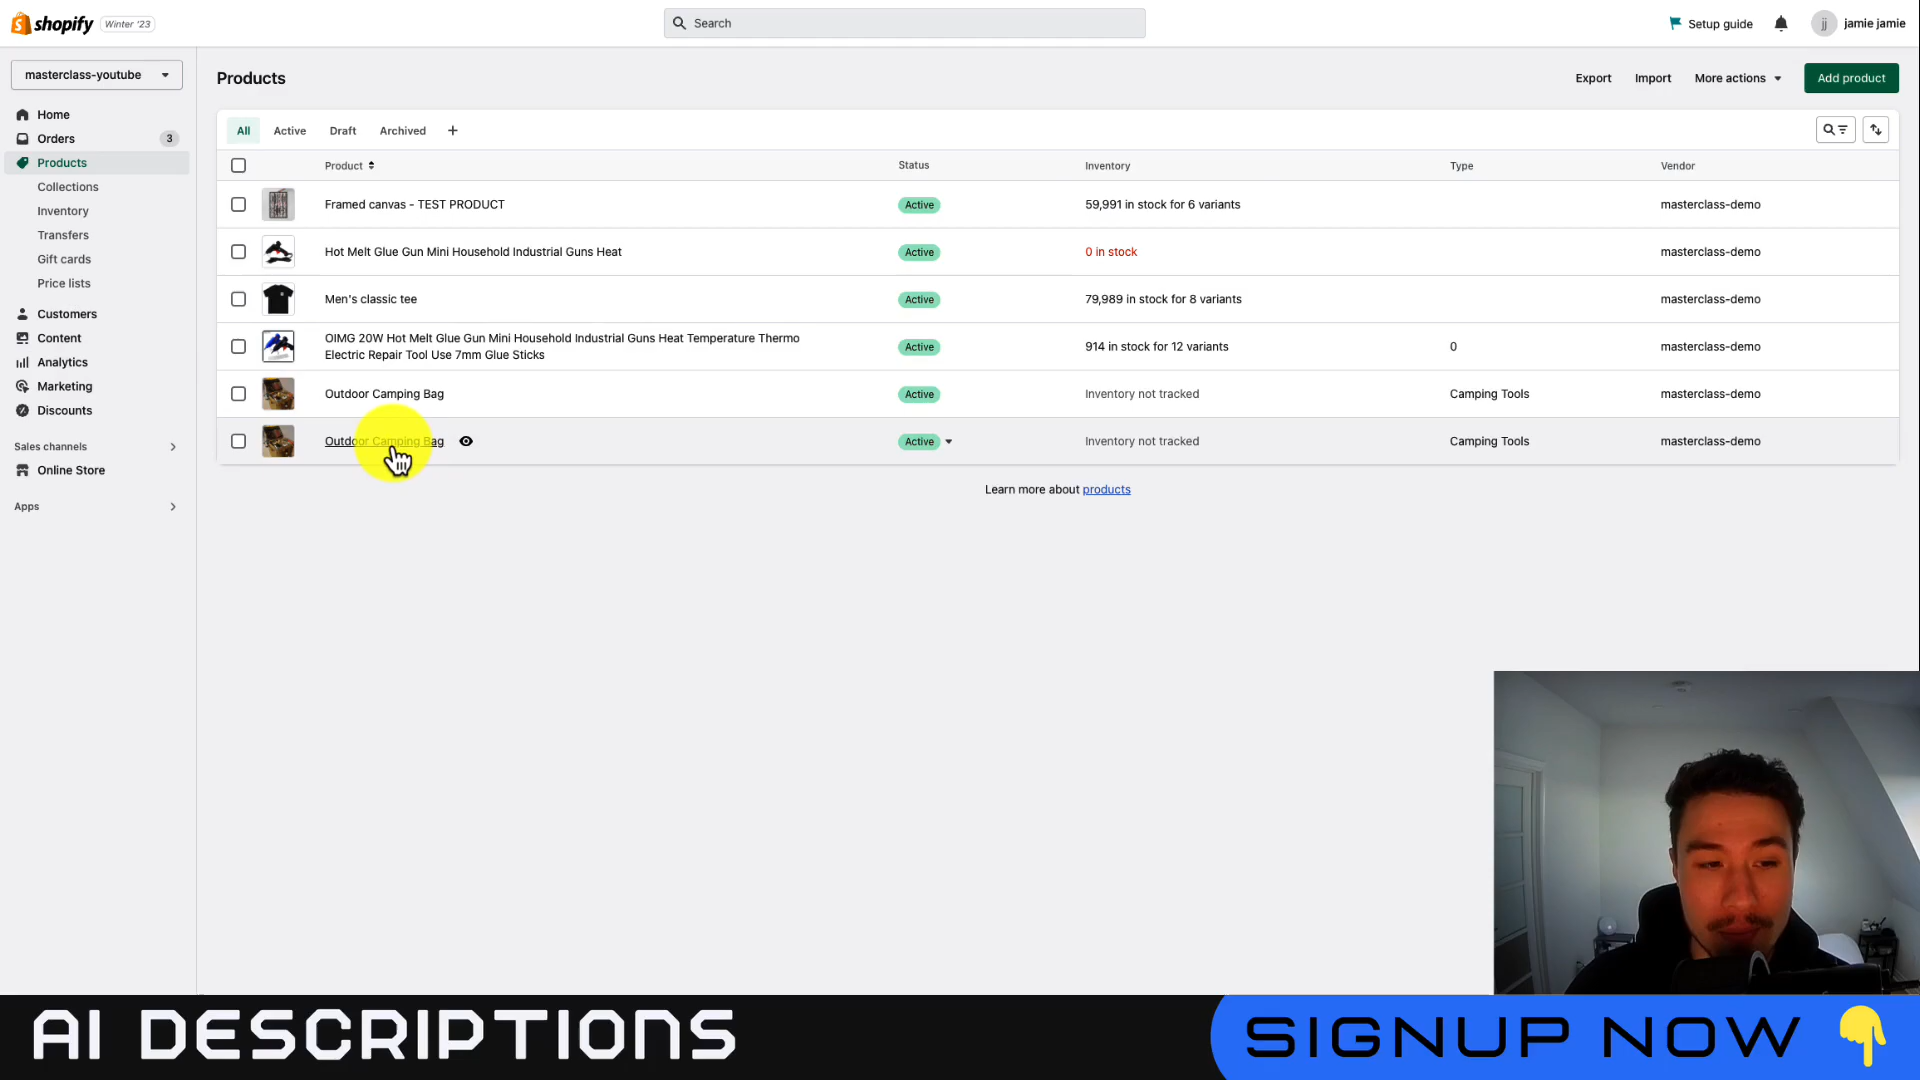 shopify Winter '23
Search
Setup guide
jj jamie jamie
masterclass-youtube
Home
Orders 3
Products
Collections
Inventory
Transfers
Gift cards
Price lists
Customers
Content
Analytics
Marketing
Discounts
Sales channels
Online Store
Apps
Products
Export Import More actions Add product
All Active Draft Archived +
Product Status Inventory Type Vendor
Framed canvas - TEST PRODUCT Active 59,991 in stock for 6 variants masterclass-demo
Hot Melt Glue Gun Mini Household Industrial Guns Heat Active 0 in stock masterclass-demo
Men's classic tee Active 79,989 in stock for 8 variants masterclass-demo
OIMG 20W Hot Melt Glue Gun Mini Household Industrial Guns Heat Temperature Thermo
Electric Repair Tool Use 7mm Glue Sticks Active 914 in stock for 12 variants 0 masterclass-demo
Outdoor Camping Bag Active Inventory not tracked Camping Tools masterclass-demo
Outdoor Camping Bag Active Inventory not tracked Camping Tools masterclass-demo
Learn more about products
AI DESCRIPTIONS
SIGNUP NOW